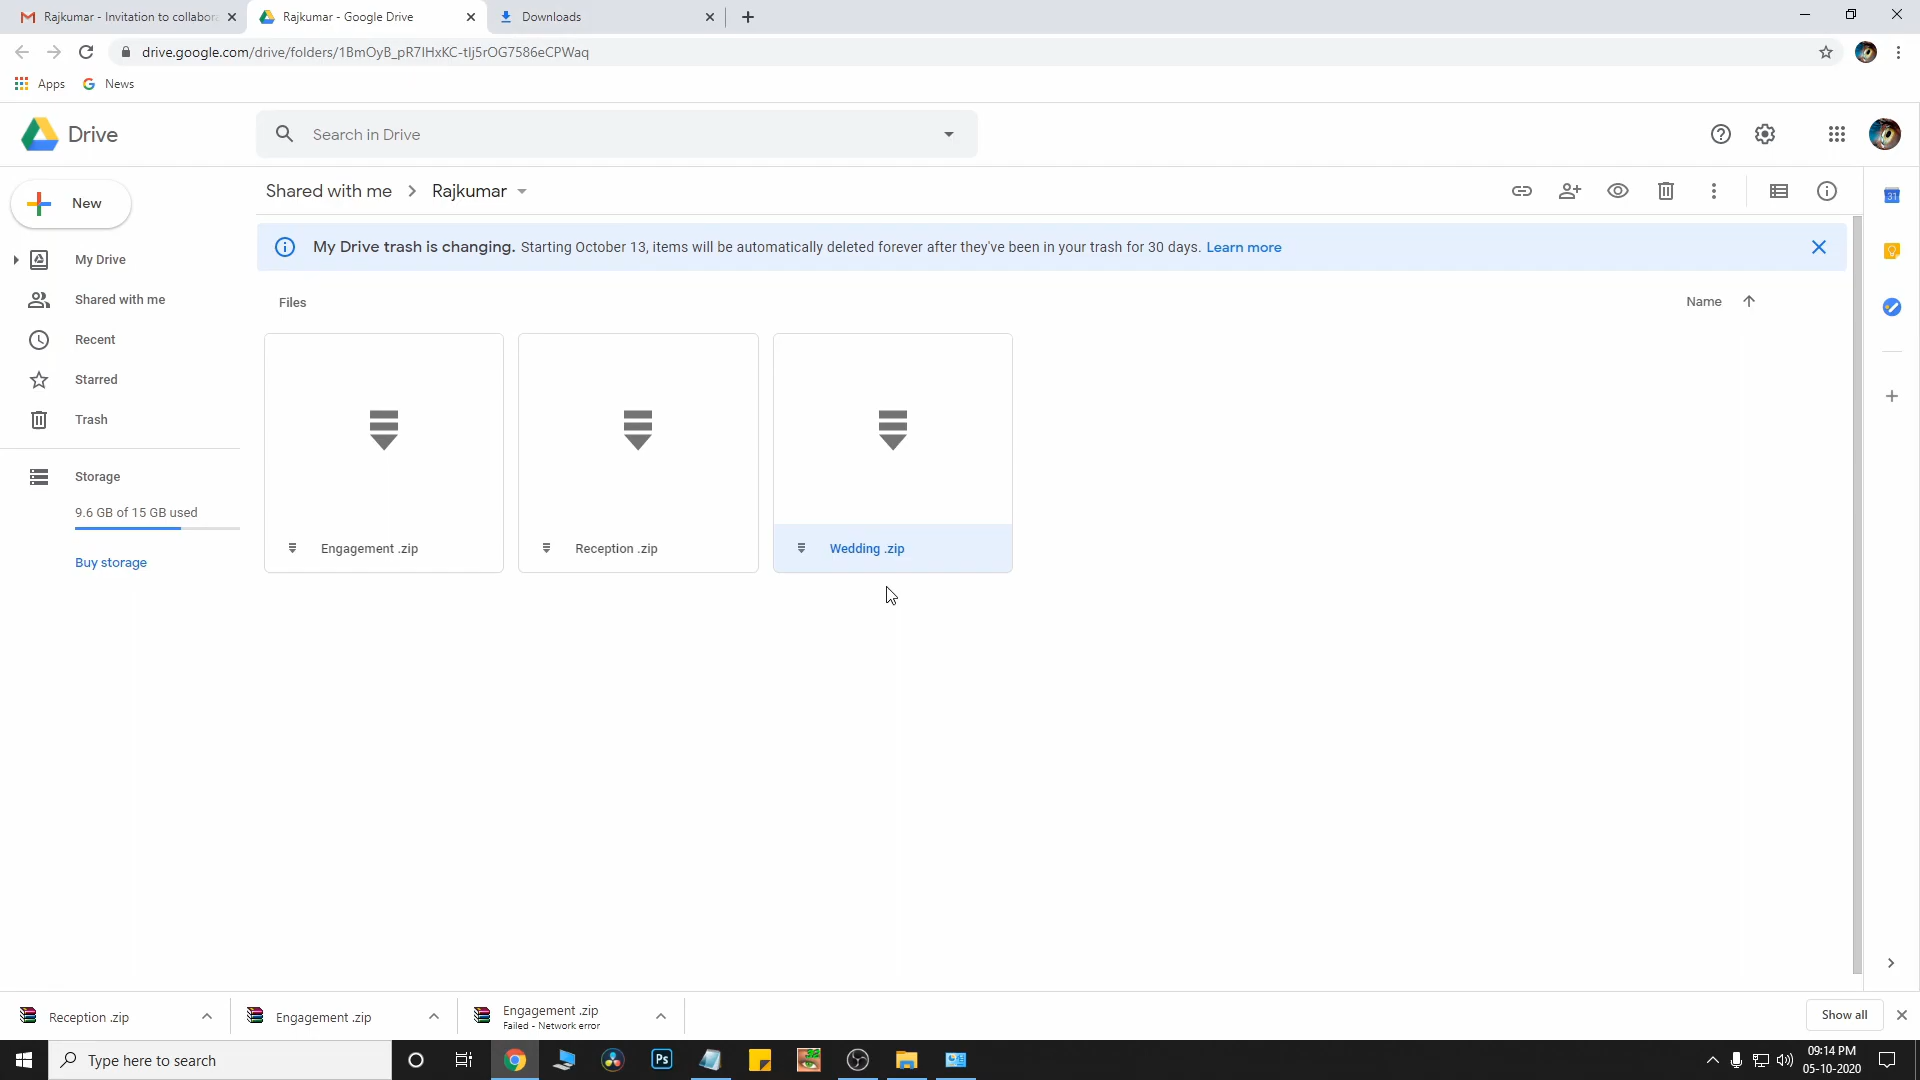 Rajkumar - Invitation to collabora
Rajkumar - Google Drive
Downloads
drive.google.com/drive/folders/1BmOyB_pR7IHxKC-tIj5rOG7586eCPWaq
Apps
News
Drive
Search in Drive
New
Shared with me
Rajkumar
My Drive trash is changing. Starting October 13, items will be automatically deleted forever after they've been in your trash for 30 days. Learn more
31
My Drive
Shared with me
Recent
Starred
Trash
Storage
9.6 GB of 15 GB used
Buy storage
Files
Name
Engagement .zip
Reception .zip
Wedding .zip
Reception .zip
Engagement .zip
Engagement .zip
Failed - Network error
Show all
Type here to search
Ps
09:14 PM
05-10-2020